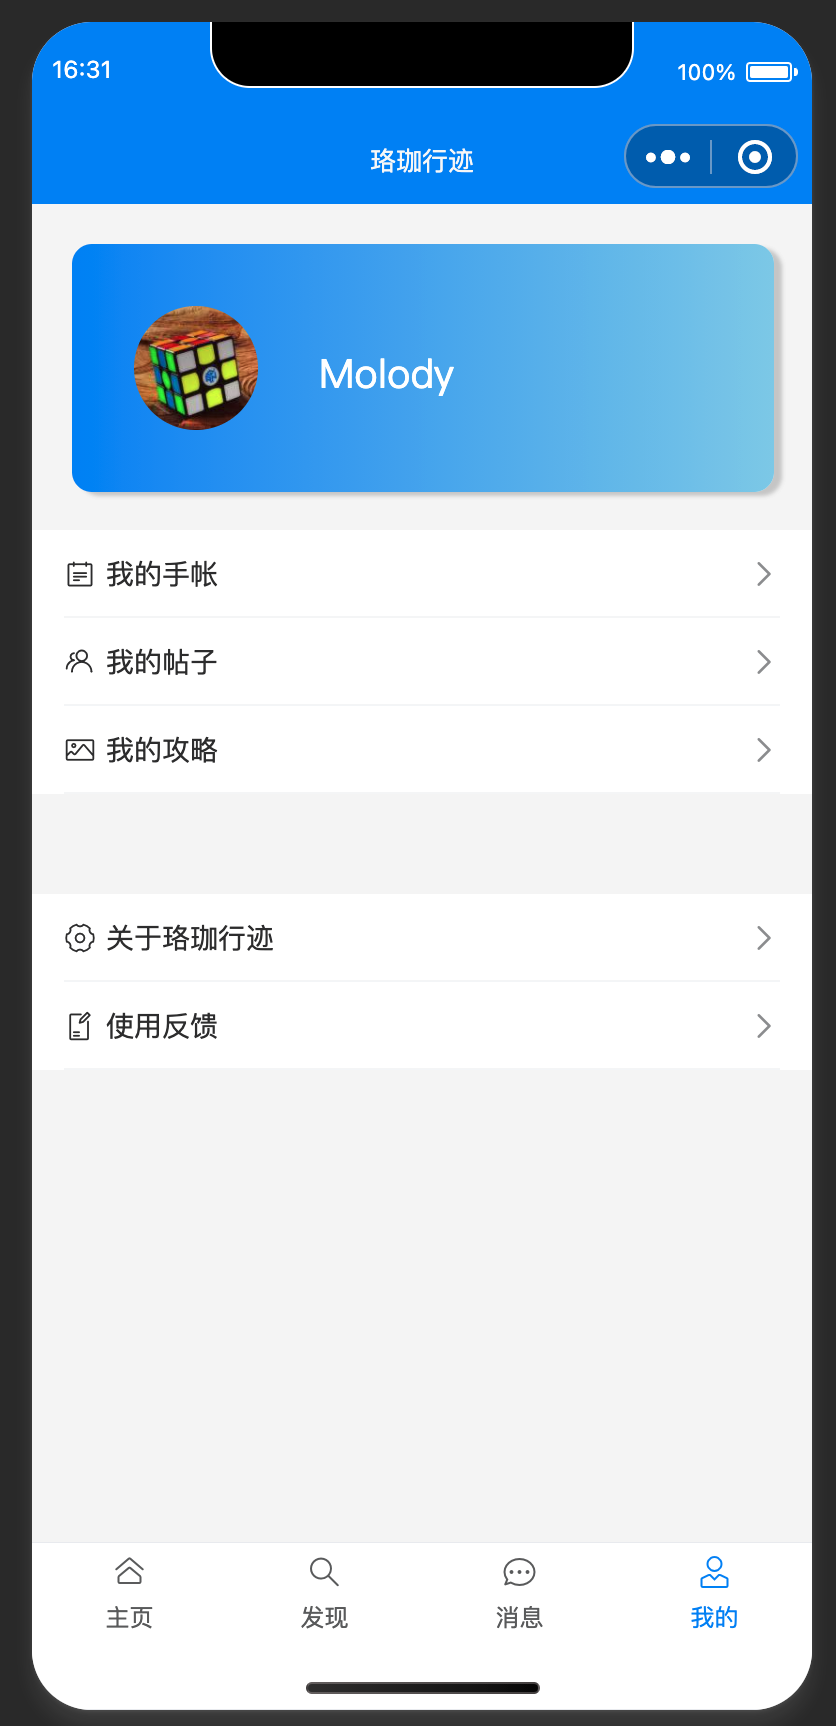 16:31
100%
珞珈行迹
Molody
我的手帐
我的帖子
我的攻略
关于珞珈行迹
使用反馈
主页
发现
消息
我的